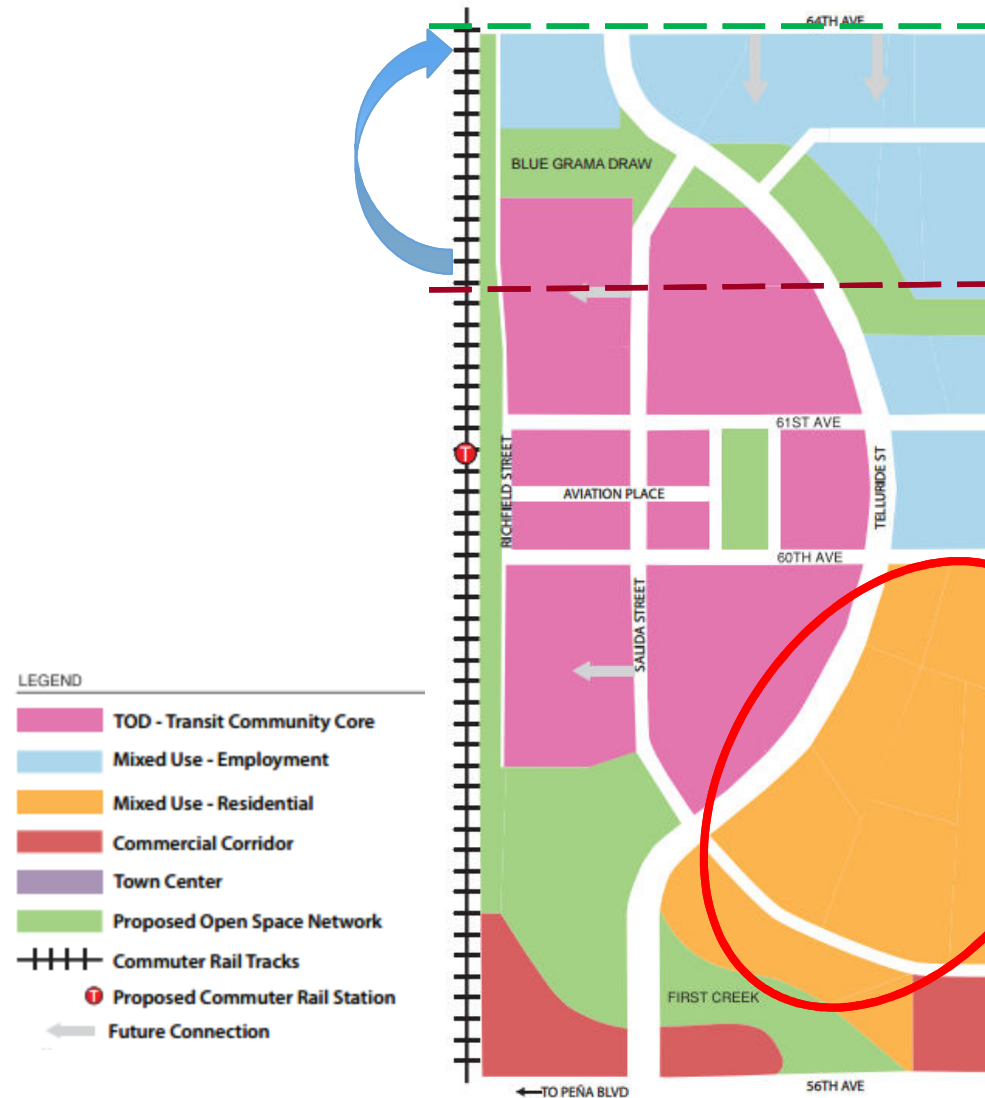 64TH AVE
BLUE GRAMA DRAW
61ST AVE
RICHFIELD STREET
AVIATION PLACE
TELLURIDE ST
60TH AVE
SALIDA STREET
LEGEND
TOD - Transit Community Core
Mixed Use - Employment
Mixed Use - Residential
Commercial Corridor
Town Center
Proposed Open Space Network
Commuter Rail Tracks
T Proposed Commuter Rail Station
Future Connection
T
FIRST CREEK
TO PEÑA BLVD
56TH AVE